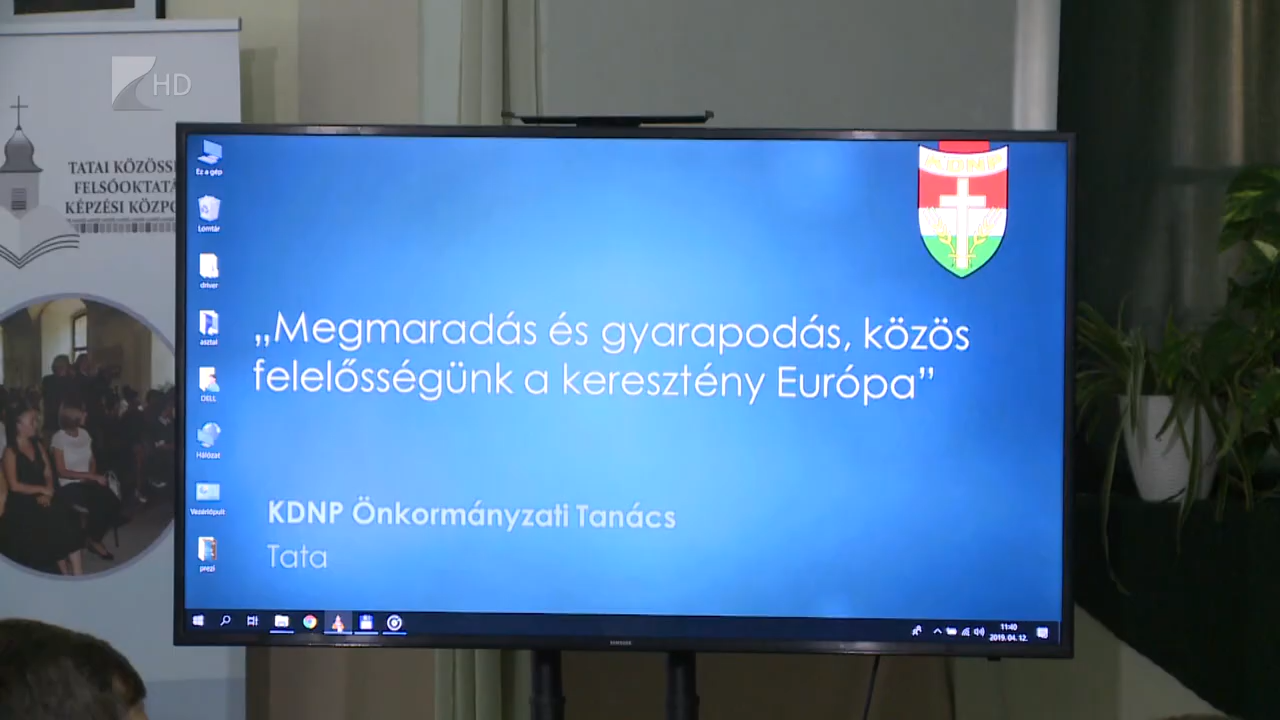 HD
TATAI KÖZÖSS
FELSŐOKTATÁ
KÉPZÉSI KÖZPO
Ez a gép
Lomtár
driver
asztal
DELL
Hálózat
Vezérlőpult
prezi
„Megmaradás és gyarapodás, közös
felelősségünk a keresztény Európa”
KDNP Önkormányzati Tanács
Tata
11:40
2019. 04. 12.
SAMSUNG